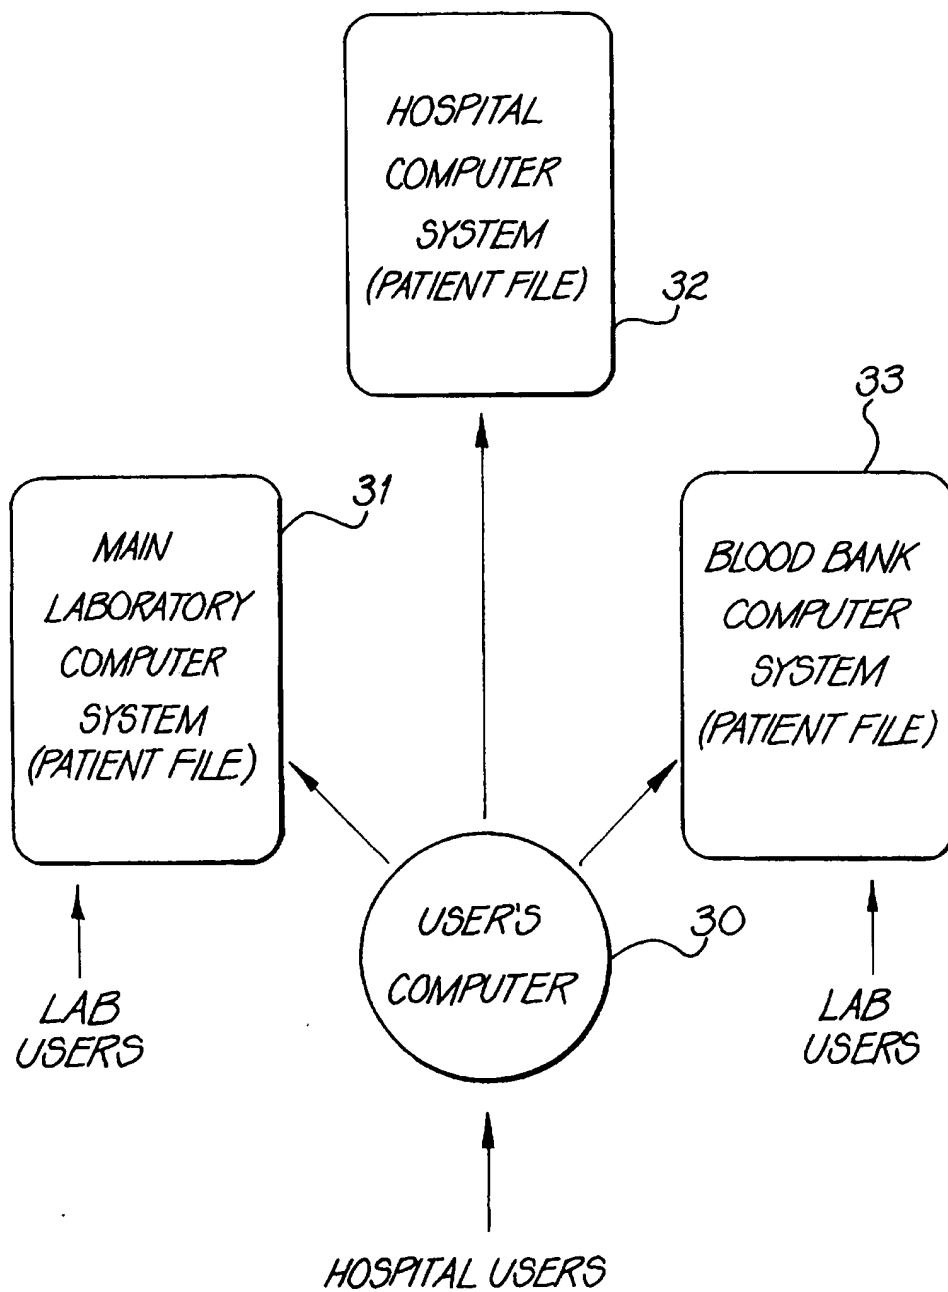 HOSPITAL
COMPUTER
SYSTEM
(PATIENT FILE)
32
33
31
MAIN
LABORATORY
COMPUTER
SYSTEM
(PATIENT FILE)
BLOOD BANK
COMPUTER
SYSTEM
(PATIENT FILE)
USER'S
COMPUTER
30
LAB
USERS
LAB
USERS
HOSPITAL USERS